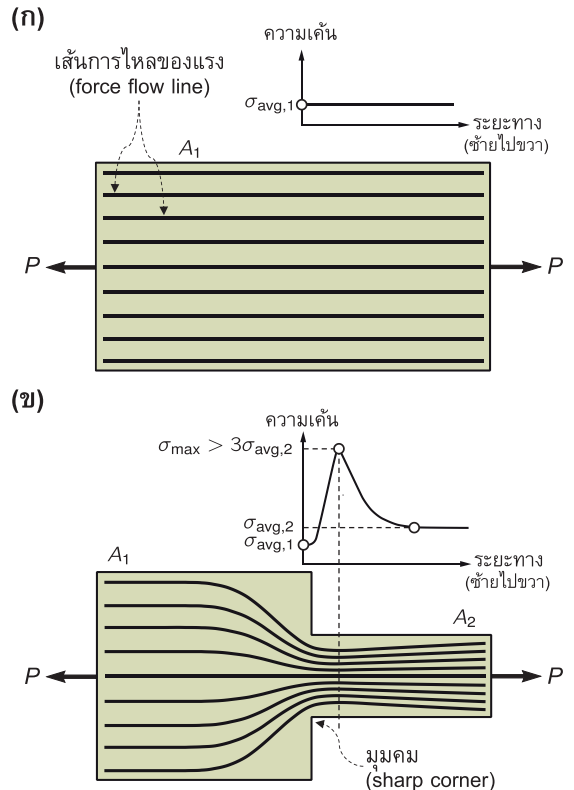 (ก)
ความเค้น
เส้นการไหลของแรง
(force flow line)
σavg,1
ระยะทาง
(ซ้ายไปขวา)
A1
P
P
(ข)
ความเค้น
σmax > 3σavg,2
σavg,2
σavg,1
A1
ระยะทาง
(ซ้ายไปขวา)
A2
P
P
มุมคม
(sharp corner)